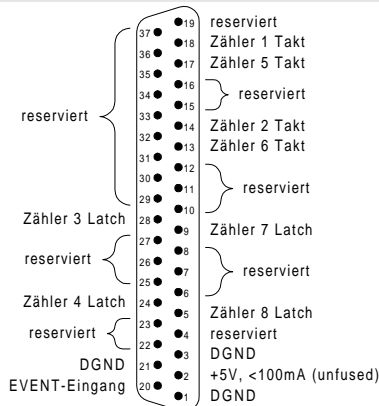 19 reserviert
37
18 Zähler 1 Takt
36
17 Zähler 5 Takt
35
16
34
reserviert
15
reserviert
33
14 Zähler 2 Takt
32
13 Zähler 6 Takt
31
12
30
11
reserviert
29
10
Zähler 3 Latch 28
9 Zähler 7 Latch
27
8
reserviert
26
7
reserviert
25
6
Zähler 4 Latch 24
5 Zähler 8 Latch
23
reserviert
4 reserviert
22
3 DGND
DGND 21
2 +5V, <100mA (unfused)
EVENT-Eingang 20
1 DGND